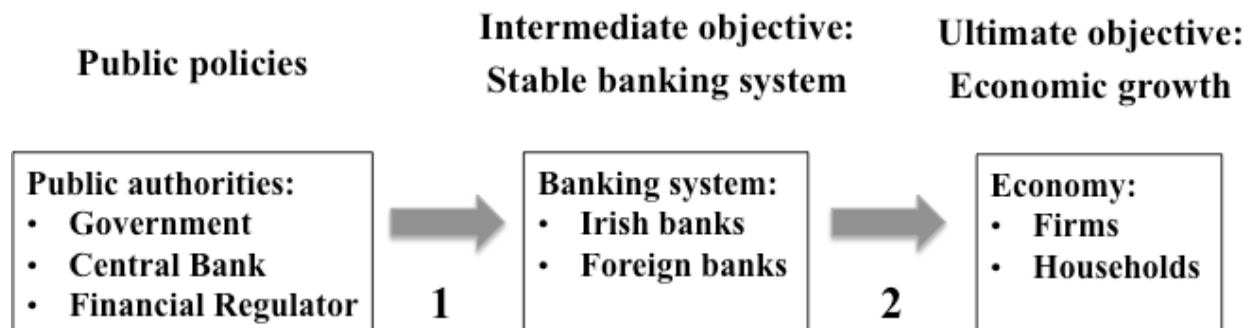 Public policies
Intermediate objective:
Stable banking system
Ultimate objective:
Economic growth
Public authorities:
• Government
• Central Bank
• Financial Regulator
1
Banking system:
• Irish banks
• Foreign banks
2
Economy:
• Firms
• Households